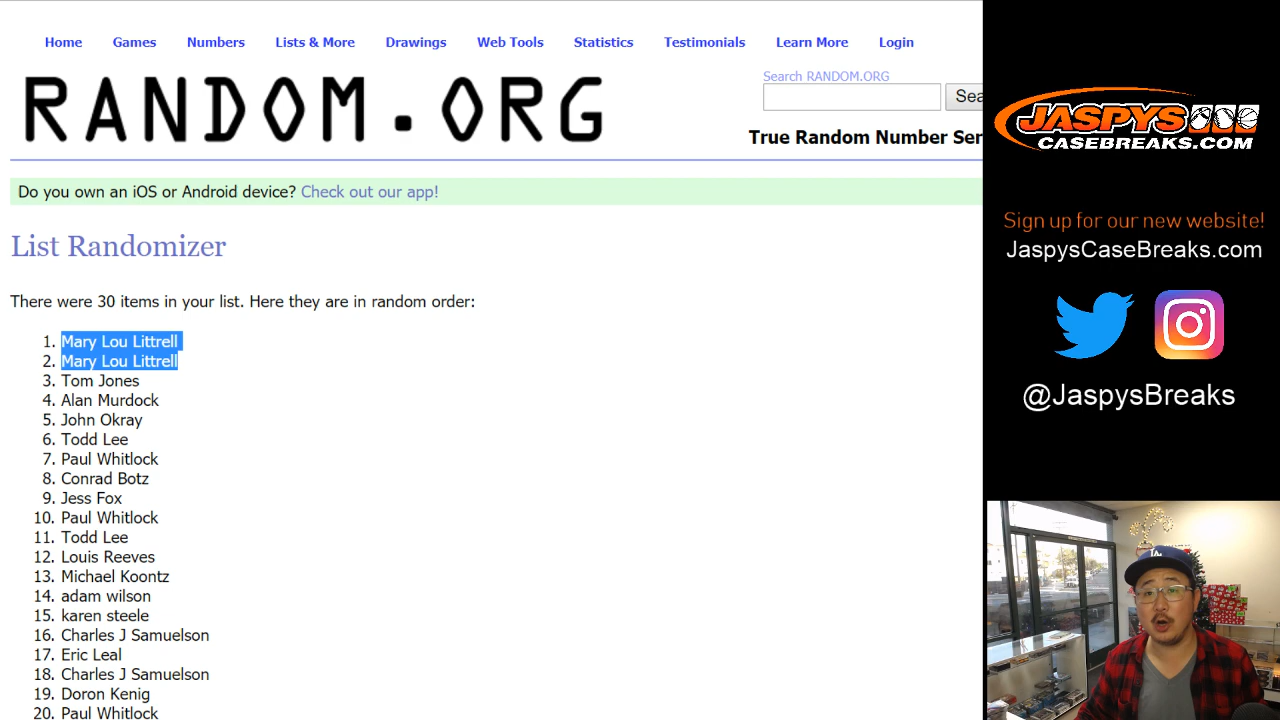 Home Games Numbers Lists & More Drawings Web Tools Statistics Testimonials Learn More Login
RANDOM.ORG
Search RANDOM.ORG
Sea
True Random Number Ser
Do you own an iOS or Android device? Check out our app!
List Randomizer
There were 30 items in your list. Here they are in random order:
1. Mary Lou Littrell
2. Mary Lou Littrell
3. Tom Jones
4. Alan Murdock
5. John Okray
6. Todd Lee
7. Paul Whitlock
8. Conrad Botz
9. Jess Fox
10. Paul Whitlock
11. Todd Lee
12. Louis Reeves
13. Michael Koontz
14. adam wilson
15. karen steele
16. Charles J Samuelson
17. Eric Leal
18. Charles J Samuelson
19. Doron Kenig
20. Paul Whitlock
JASPYS
CASEBREAKS.COM
Sign up for our new website!
JaspysCaseBreaks.com
@JaspysBreaks
LA